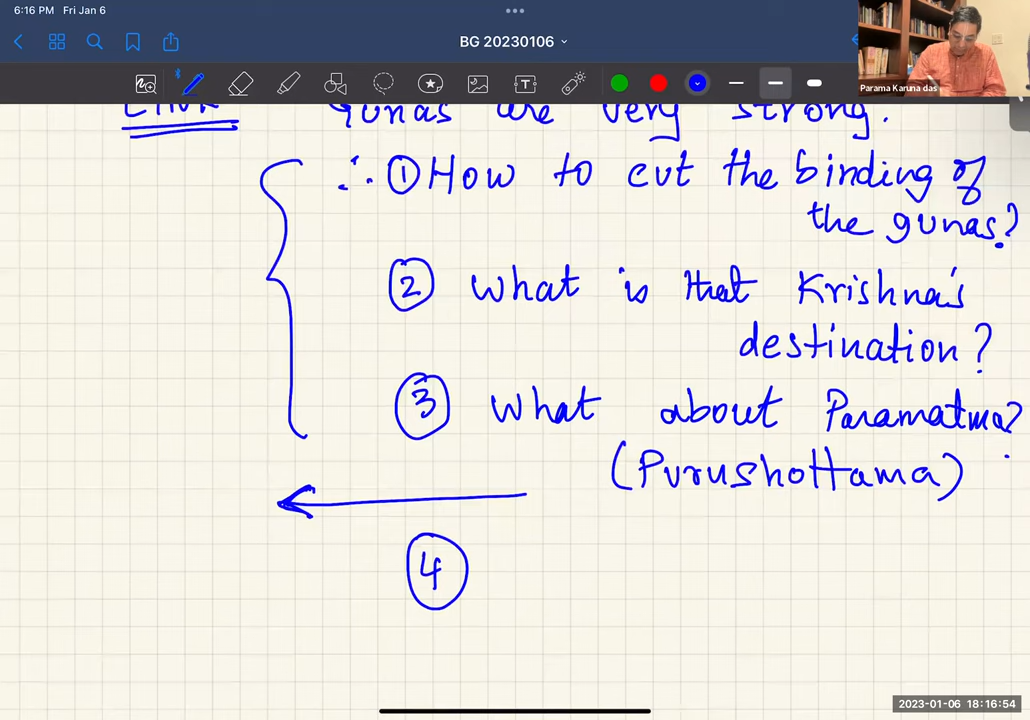 6:16 PM Fri Jan 6
BG 20230106
Parama Karuna das
Link Gunas are very strong.
∴ ① How to cut the binding of
the gunas?
② What is that Krishna's
destination?
③ What about Paramatma?
(Purushottama)
④
2023-01-06 18:16:54